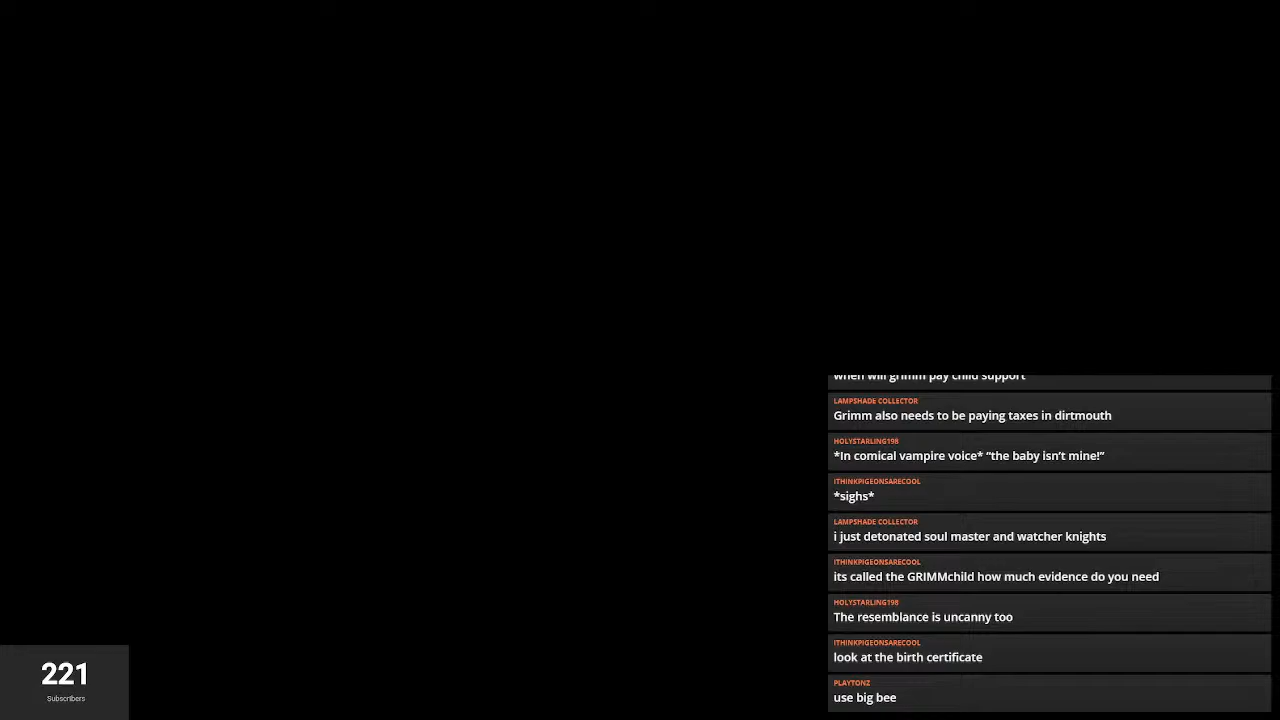 when will grimm pay child support
LAMPSHADE COLLECTOR
Grimm also needs to be paying taxes in dirtmouth
HOLYSTARLING198
*In comical vampire voice* “the baby isn’t mine!”
ITHINKPIGEONSARECOOL
*sighs*
LAMPSHADE COLLECTOR
i just detonated soul master and watcher knights
ITHINKPIGEONSARECOOL
its called the GRIMMchild how much evidence do you need
HOLYSTARLING198
The resemblance is uncanny too
ITHINKPIGEONSARECOOL
look at the birth certificate
PLAYTONZ
use big bee
221
Subscribers